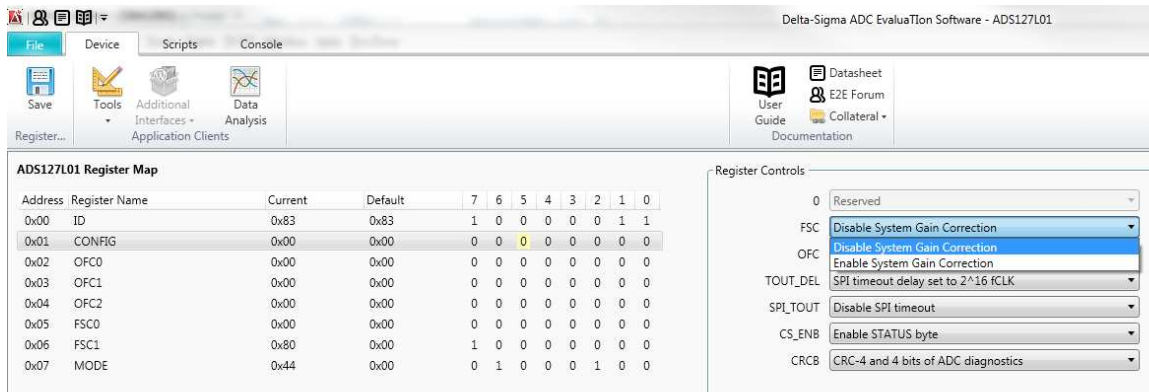 Delta-Sigma ADC EvaluaTIon Software - ADS127L01
File Device Scripts Console
Save
Tools
Additional Interfaces
Data Analysis
Register...
Application Clients
User Guide
Datasheet
E2E Forum
Collateral
Documentation
ADS127L01 Register Map
Address Register Name Current Default 7 6 5 4 3 2 1 0
0x00 ID 0x83 0x83 1 0 0 0 0 0 1 1
0x01 CONFIG 0x00 0x00 0 0 0 0 0 0 0 0
0x02 OFC0 0x00 0x00 0 0 0 0 0 0 0 0
0x03 OFC1 0x00 0x00 0 0 0 0 0 0 0 0
0x04 OFC2 0x00 0x00 0 0 0 0 0 0 0 0
0x05 FSC0 0x00 0x00 0 0 0 0 0 0 0 0
0x06 FSC1 0x80 0x00 1 0 0 0 0 0 0 0
0x07 MODE 0x44 0x00 0 1 0 0 0 1 0 0
Register Controls
0 Reserved
FSC Disable System Gain Correction
Disable System Gain Correction
OFC
Enable System Gain Correction
TOUT_DEL SPI timeout delay set to 2^16 fCLK
SPI_TOUT Disable SPI timeout
CS_ENB Enable STATUS byte
CRCB CRC-4 and 4 bits of ADC diagnostics